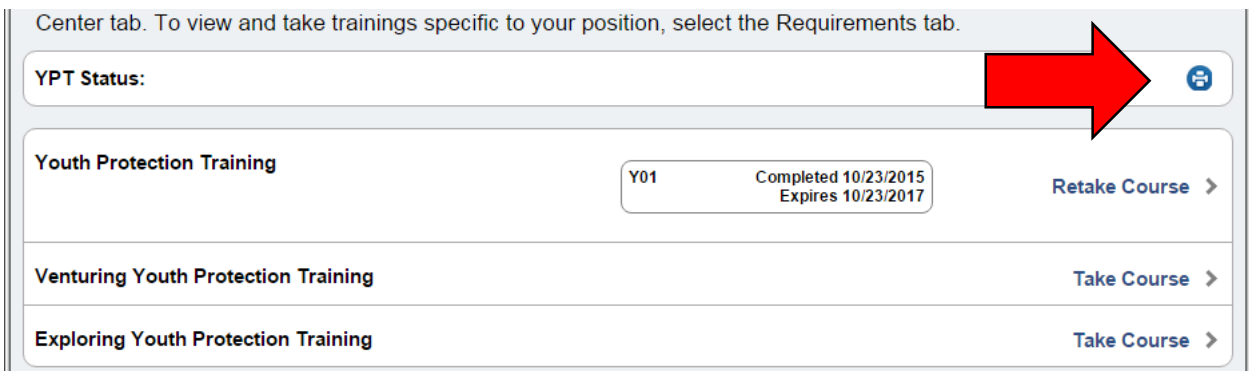 Center tab. To view and take trainings specific to your position, select the Requirements tab.
YPT Status:
Youth Protection Training
Y01 Completed 10/23/2015
Expires 10/23/2017
Retake Course
Venturing Youth Protection Training
Take Course
Exploring Youth Protection Training
Take Course